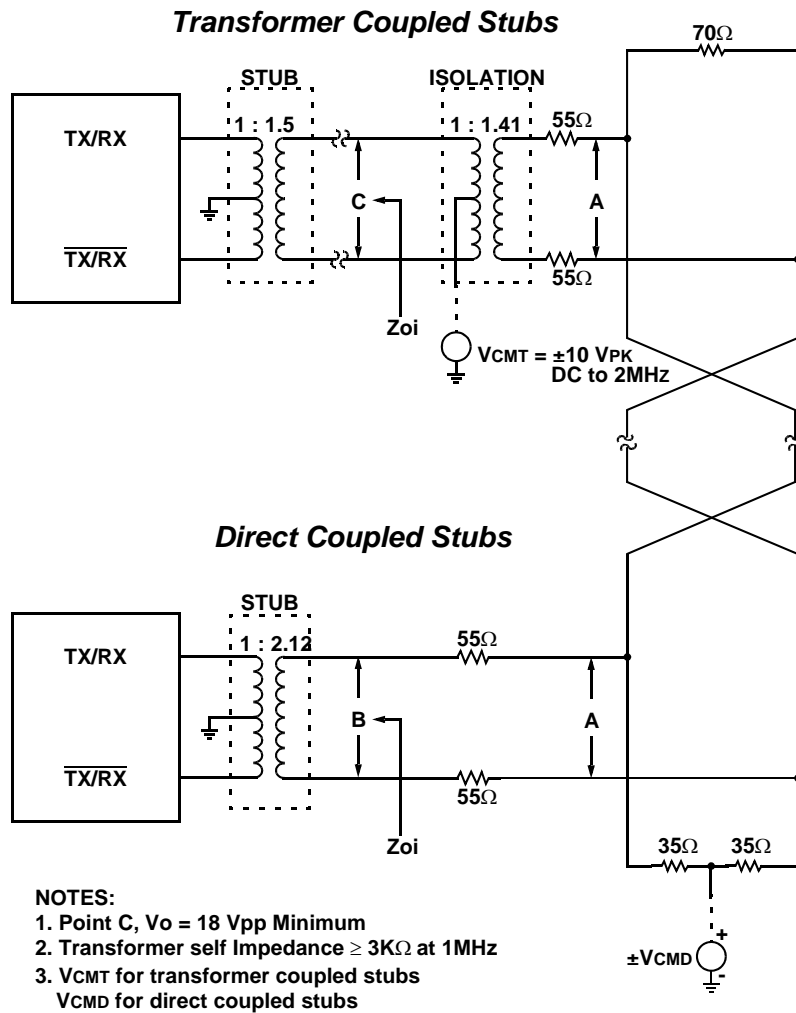 Transformer Coupled Stubs
70Ω
STUB
ISOLATION
TX/RX
1 : 1.5
1 : 1.41
55Ω
C
A
TX/RX
55Ω
Zoi
VCMT = ±10 VPK
DC to 2MHz
Direct Coupled Stubs
STUB
TX/RX
1 : 2.12
55Ω
B
A
TX/RX
55Ω
Zoi
35Ω
35Ω
NOTES:
1. Point C, Vo = 18 Vpp Minimum
2. Transformer self Impedance ≥ 3KΩ at 1MHz
3. VCMT for transformer coupled stubs
VCMD for direct coupled stubs
+
±VCMD
-